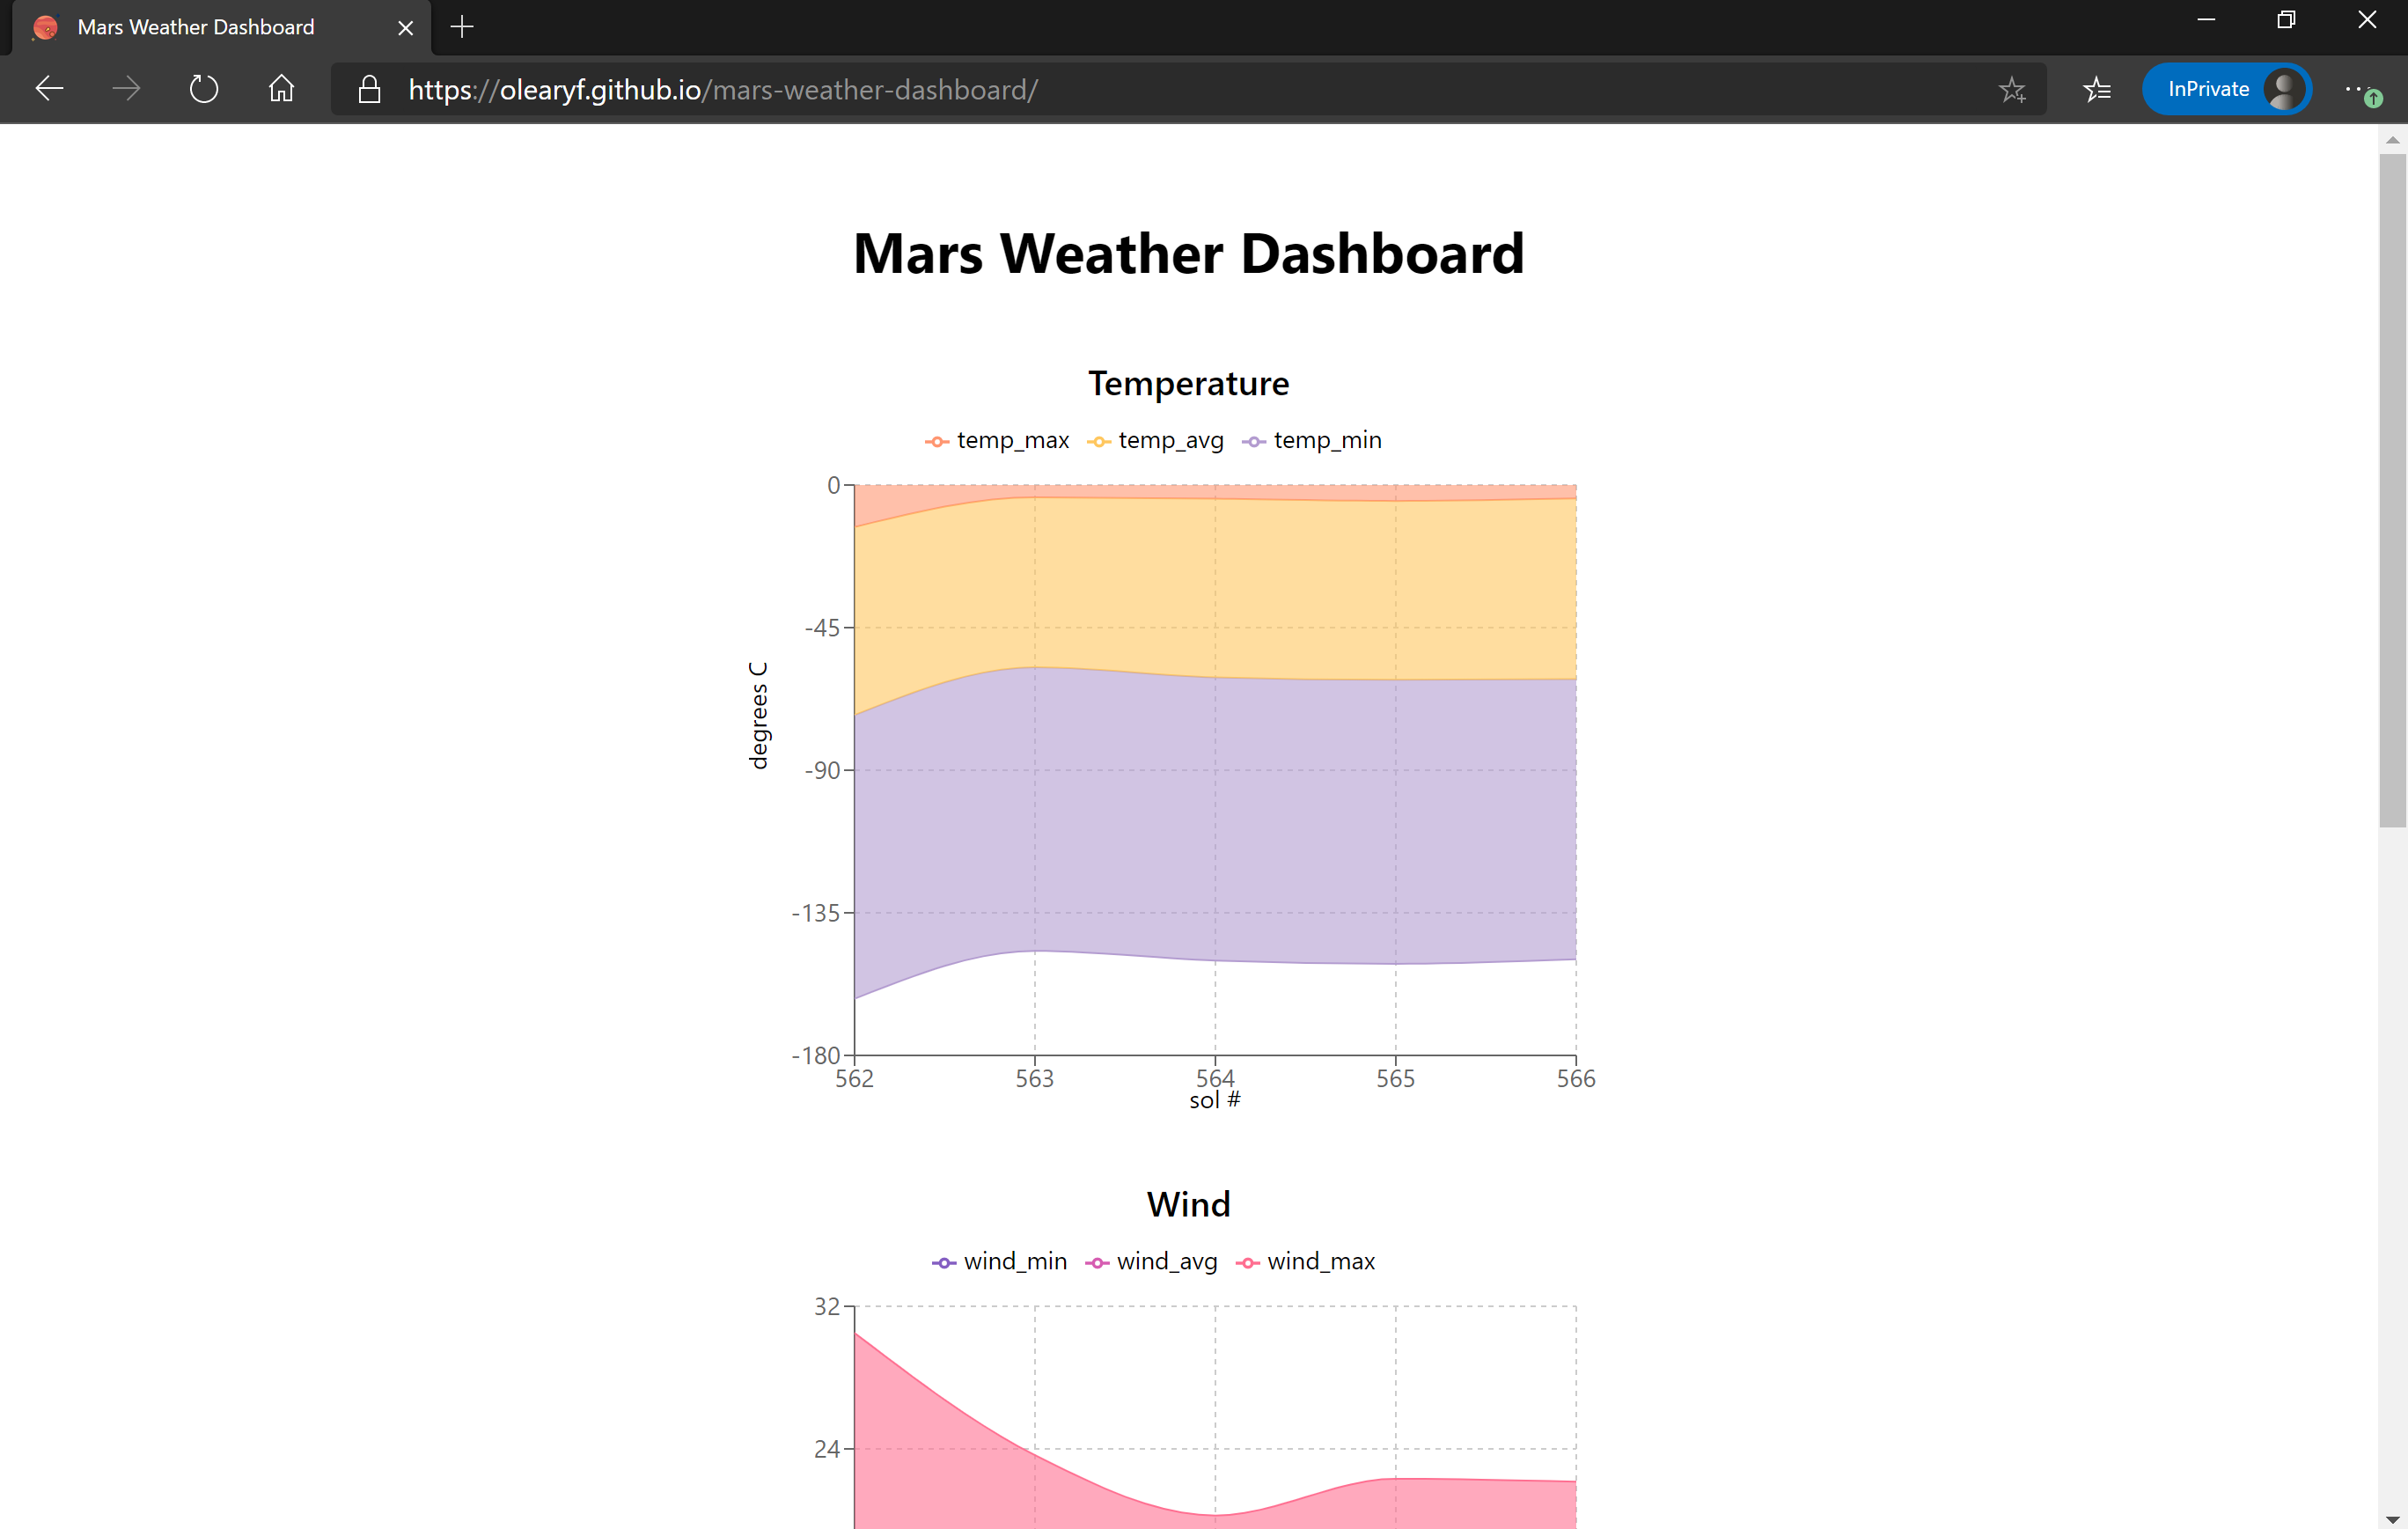 Mars Weather Dashboard
https://olearyf.github.io/mars-weather-dashboard/
InPrivate
Mars Weather Dashboard
Temperature
temp_max temp_avg temp_min
0
-45
-90
-135
-180
degrees C
562 563 564 565 566
sol #
Wind
wind_min wind_avg wind_max
32
24